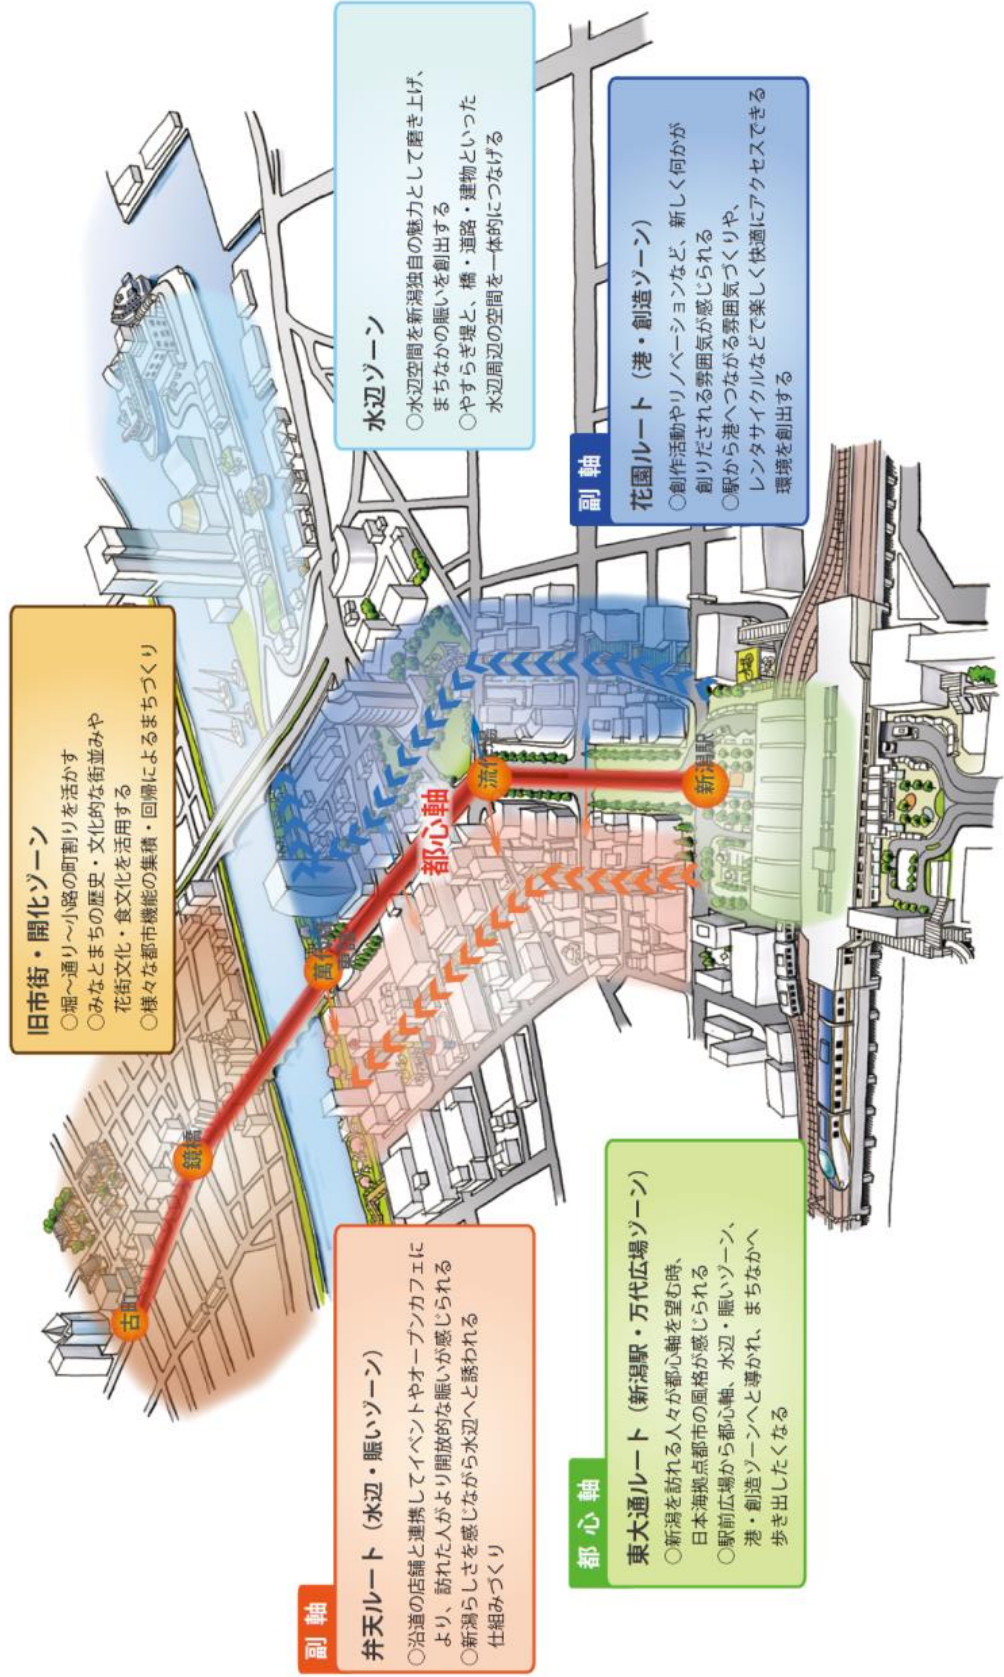 旧市街・開化ゾーン
○堀～通り～小路の町割りを活かす
○みなとまちの歴史・文化的な街並みや
花街文化・食文化を活用する
○様々な都市機能の集積・回帰によるまちづくり
水辺ゾーン
○水辺空間を新潟独自の魅力として磨き上げ、
まちなかの賑いを創出する
○やすらぎ堤と、橋・道路・建物といった
水辺周辺の空間を一体的につなげる
古町
鏡橋
萬代
都心軸
流作
新潟駅
副軸
弁天ルート（水辺・賑いゾーン）
○沿道の店舗と連携してイベントやオープンカフェに
より、訪れた人がより開放的な賑いが感じられる
○新潟らしさを感じながら水辺へと誘われる
仕組みづくり
都心軸
東大通ルート（新潟駅・万代広場ゾーン）
○新潟を訪れる人々が都心軸を望む時、
日本海拠点都市の風格が感じられる
○駅前広場から都心軸、水辺・賑いゾーン、
港・創造ゾーンへと導かれ、まちなかへ
歩き出したくなる
副軸
花園ルート（港・創造ゾーン）
○創作活動やリノベーションなど、新しく何かが
創りだされる雰囲気が感じられる
○駅から港へつながる雰囲気づくりや、
レンタサイクルなどで楽しく快適にアクセスできる
環境を創出する